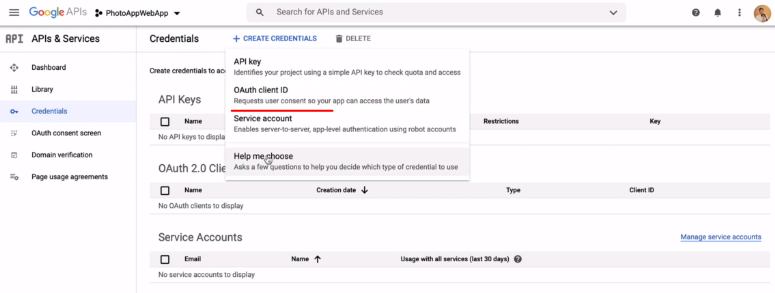 Google APIs PhotoAppWebApp Search for APIs and Services
API APIs & Services Credentials + CREATE CREDENTIALS DELETE
Dashboard
Library
Credentials
OAuth consent screen
Domain verification
Page usage agreements
Create credentials to acc
API key
Identifies your project using a simple API key to check quota and access
OAuth client ID
Requests user consent so your app can access the user's data
Service account
Enables server-to-server, app-level authentication using robot accounts
Help me choose
Asks a few questions to help you decide which type of credential to use
API Keys
Name Restrictions Key
No API keys to displa
OAuth 2.0 Clie
Name Creation date Type Client ID
No OAuth clients to display
Service Accounts Manage service accounts
Email Name Usage with all services (last 30 days)
No service accounts to display